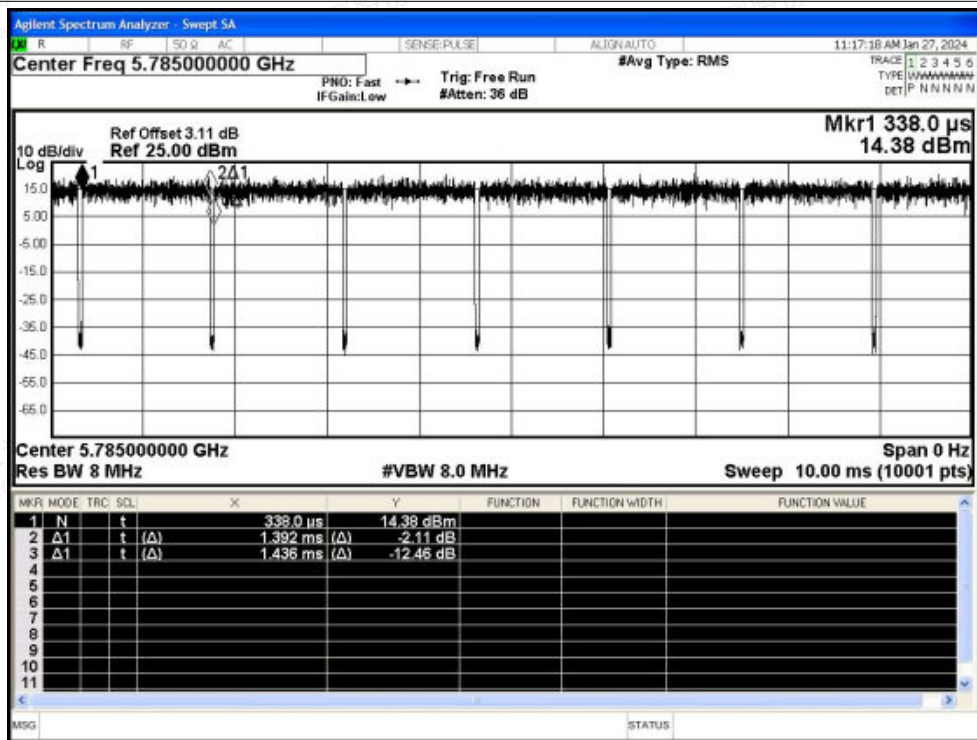 Agilent Spectrum Analyzer - Swept SA
LXI R RF 50 Ω AC SENSE:PULSE ALIGNAUTO 11:17:18 AM Jan 27, 2024
Center Freq 5.785000000 GHz #Avg Type: RMS TRACE 1 2 3 4 5 6
PNO: Fast Trig: Free Run TYPE WWWWWW
IFGain:Low #Atten: 36 dB DET P N N N N N
Mkr1 338.0 µs
Ref Offset 3.11 dB
10 dB/div Ref 25.00 dBm 14.38 dBm
Log
1 2Δ1
15.0
5.00
-5.00
-15.0
-25.0
-35.0
-45.0
-55.0
-65.0
Center 5.785000000 GHz Span 0 Hz
Res BW 8 MHz #VBW 8.0 MHz Sweep 10.00 ms (10001 pts)
MKR MODE TRC SCL X Y FUNCTION FUNCTION WIDTH FUNCTION VALUE
1 N t 338.0 µs 14.38 dBm
2 Δ1 t (Δ) 1.392 ms (Δ) -2.11 dB
3 Δ1 t (Δ) 1.436 ms (Δ) -12.46 dB
4
5
6
7
8
9
10
11
MSG STATUS